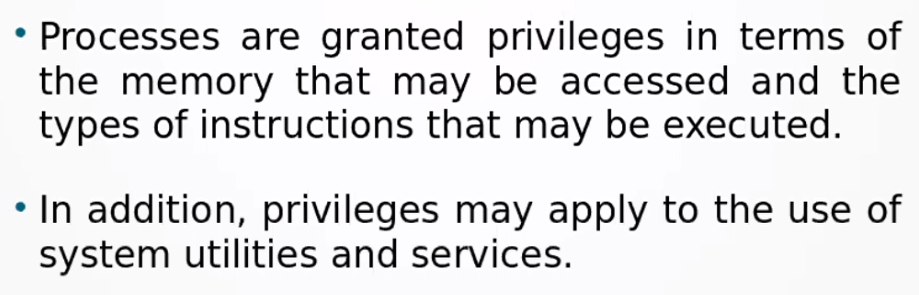 • Processes are granted privileges in terms of
the memory that may be accessed and the
types of instructions that may be executed.
• In addition, privileges may apply to the use of
system utilities and services.